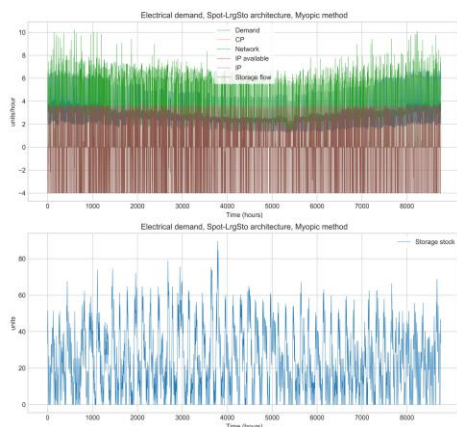 Electrical demand, Spot-LrgSto architecture, Myopic method
Demand
CP
Network
IP available
IP
Storage flow
10
8
6
4
2
0
−2
−4
units/hour
0 1000 2000 3000 4000 5000 6000 7000 8000
Time (hours)
Electrical demand, Spot-LrgSto architecture, Myopic method
Storage stock
80
60
40
20
0
units
0 1000 2000 3000 4000 5000 6000 7000 8000
Time (hours)